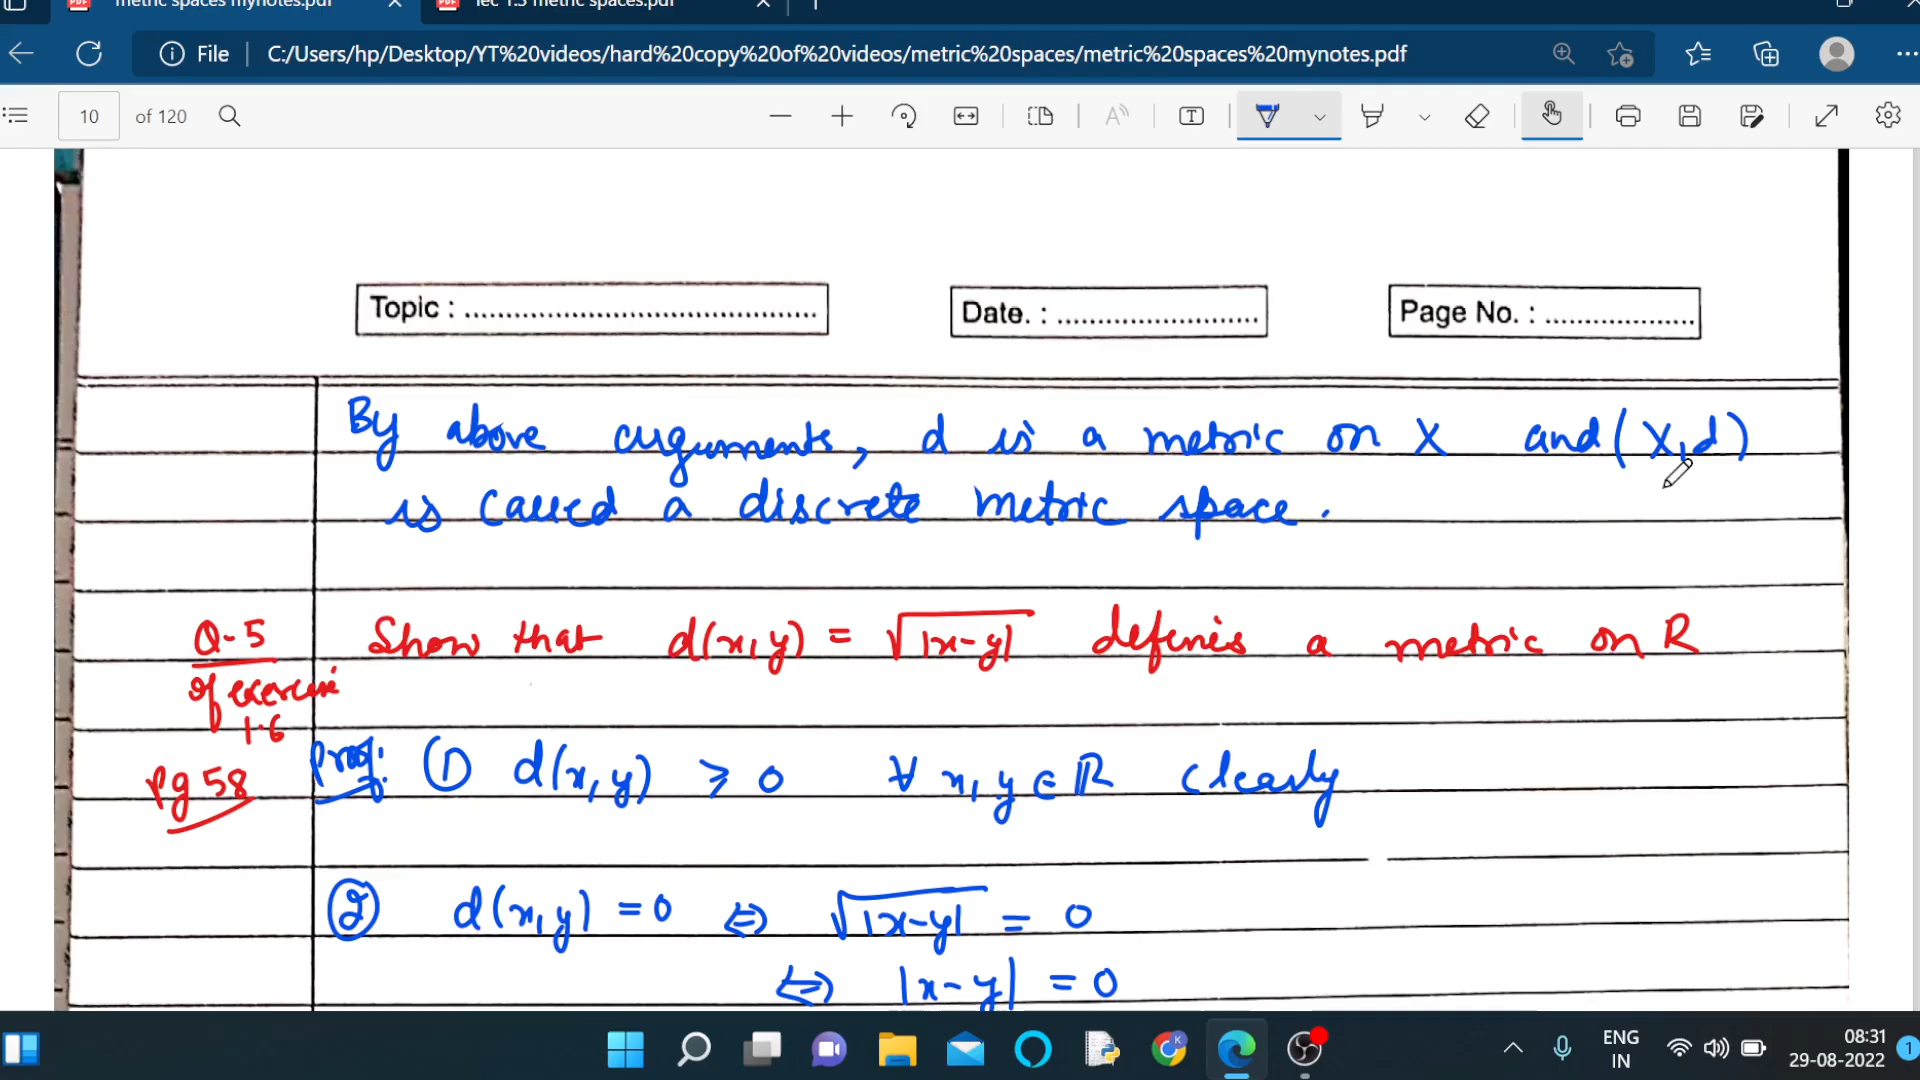 metric spaces mynotes.pdf
lec 1.3 metric spaces.pdf
File
C:/Users/hp/Desktop/YT%20videos/hard%20copy%20of%20videos/metric%20spaces/metric%20spaces%20mynotes.pdf
10 of 120
Topic : ..........................................
Date. : ........................
Page No. : ..................
By above arguments, d is a metric on X and (X, d)
is called a discrete metric space.
Q-5 Show that d(x, y) = √|x-y| defines a metric on R
of exercise
1.6
Pg 58
Proof: ① d(x, y) ≥ 0 ∀ x, y ∈ ℝ clearly
② d(x, y) = 0 ⇔ √|x-y| = 0
⇔ |x-y| = 0
ENG
IN
08:31
29-08-2022
1